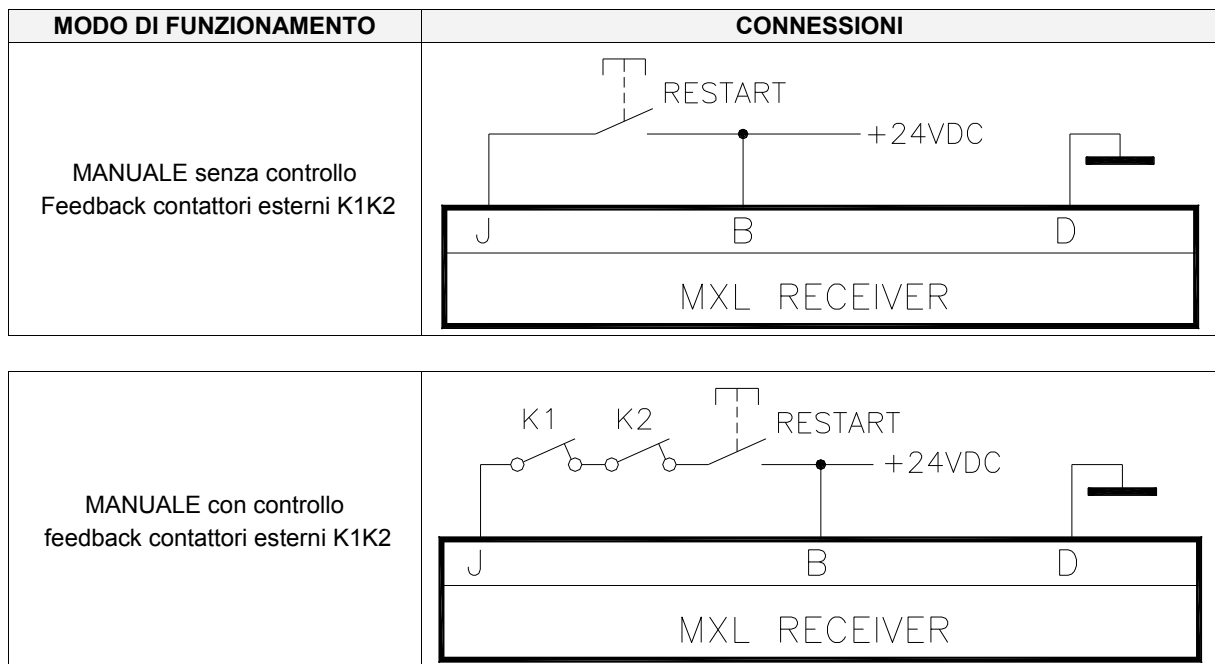 MODO DI FUNZIONAMENTO
CONNESSIONI
MANUALE senza controllo
Feedback contattori esterni K1K2
RESTART
+24VDC
J
B
D
MXL RECEIVER
MANUALE con controllo
feedback contattori esterni K1K2
K1
K2
RESTART
+24VDC
J
B
D
MXL RECEIVER